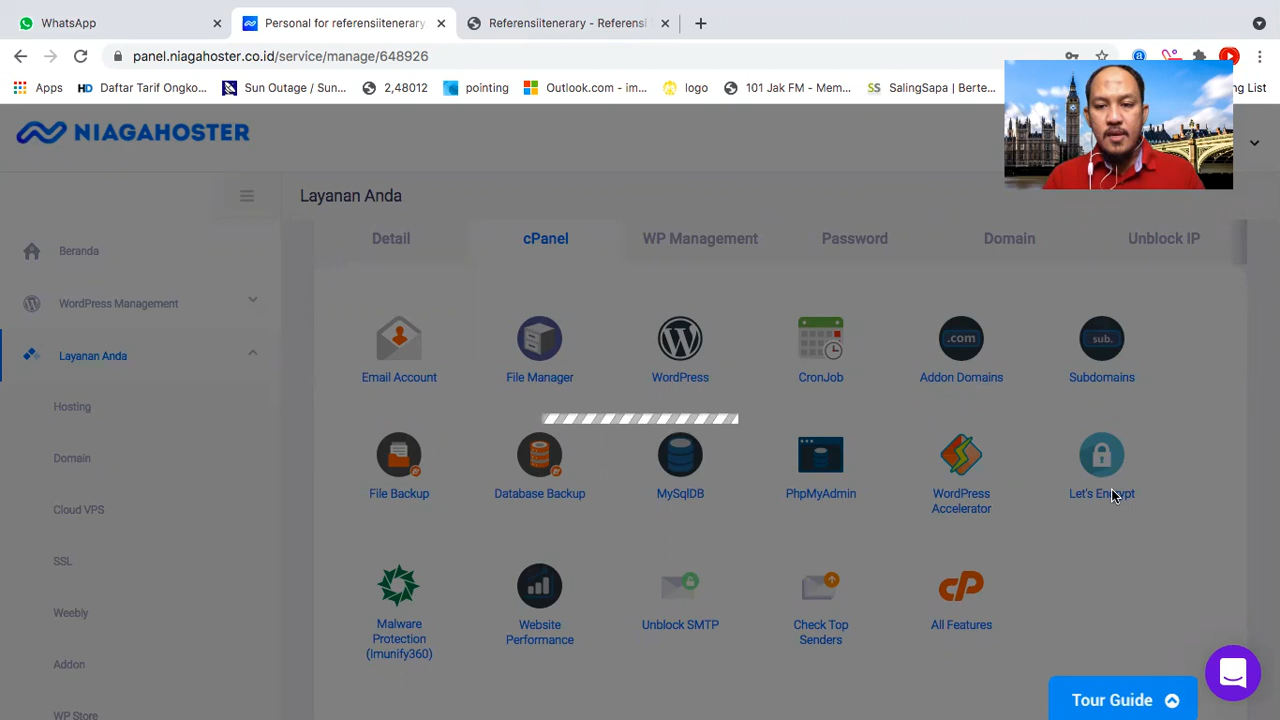 WhatsApp
Personal for referensiitenerary
Referensiitenerary - Referensi
panel.niagahoster.co.id/service/manage/648926
Apps
Daftar Tarif Ongko...
Sun Outage / Sun...
2,48012
pointing
Outlook.com - im...
logo
101 Jak FM - Mem...
SalingSapa | Berte...
ng List
NIAGAHOSTER
Layanan Anda
Beranda
WordPress Management
Layanan Anda
Hosting
Domain
Cloud VPS
SSL
Weebly
Addon
WP Store
Detail
cPanel
WP Management
Password
Domain
Unblock IP
Email Account
File Manager
WordPress
CronJob
.com
Addon Domains
sub.
Subdomains
File Backup
Database Backup
MySqlDB
PhpMyAdmin
WordPress
Accelerator
Let's Encrypt
Malware
Protection
(Imunify360)
Website
Performance
Unblock SMTP
Check Top
Senders
cP
All Features
Tour Guide